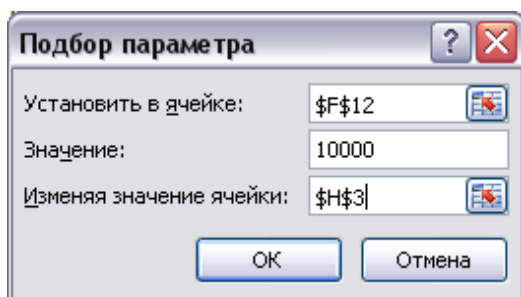 Подбор параметра
Установить в ячейке: $F$12
Значение: 10000
Изменяя значение ячейки: $H$3
ОК Отмена